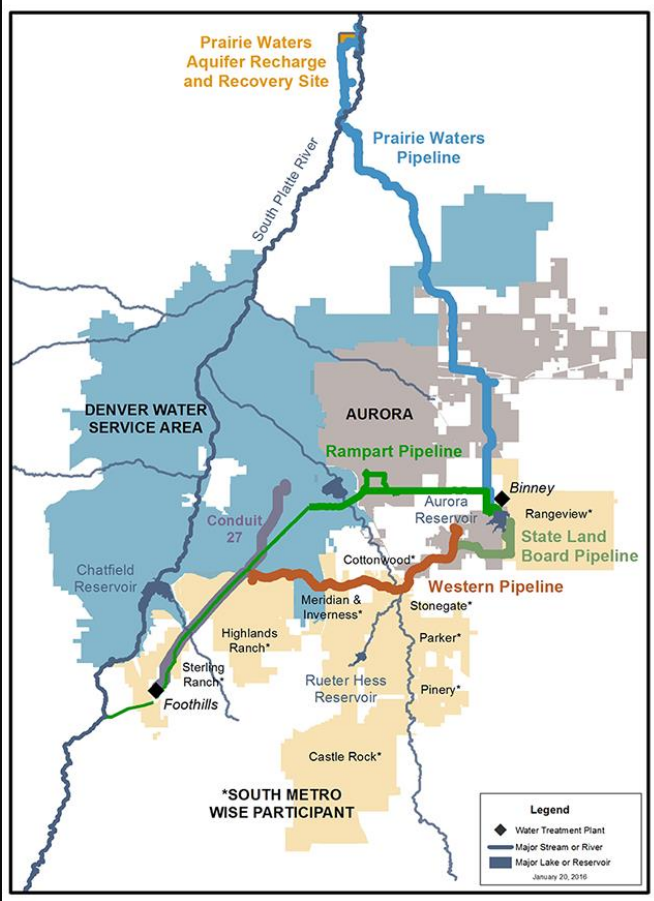 Prairie Waters
Aquifer Recharge
and Recovery Site
Prairie Waters
Pipeline
South Platte River
DENVER WATER
SERVICE AREA
AURORA
Rampart Pipeline
Binney
Aurora
Reservoir
Rangeview*
Conduit
27
State Land
Board Pipeline
Cottonwood*
Chatfield
Reservoir
Western Pipeline
Meridian &
Inverness*
Stonegate*
Highlands
Ranch*
Parker*
Sterling
Ranch*
Rueter Hess
Reservoir
Pinery*
Foothills
Castle Rock*
*SOUTH METRO
WISE PARTICIPANT
Legend
Water Treatment Plant
Major Stream or River
Major Lake or Reservoir
January 20, 2016